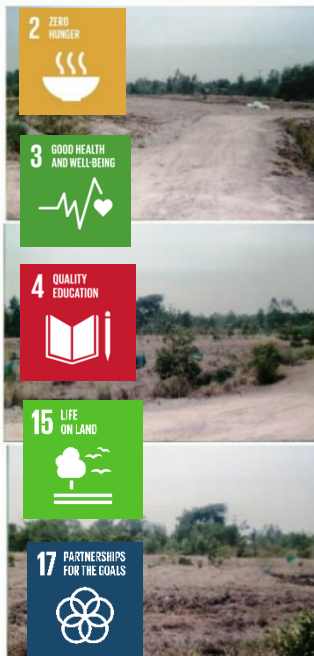 2 ZERO
HUNGER
3 GOOD HEALTH
AND WELL-BEING
4 QUALITY
EDUCATION
15 LIFE
ON LAND
17 PARTNERSHIPS
FOR THE GOALS